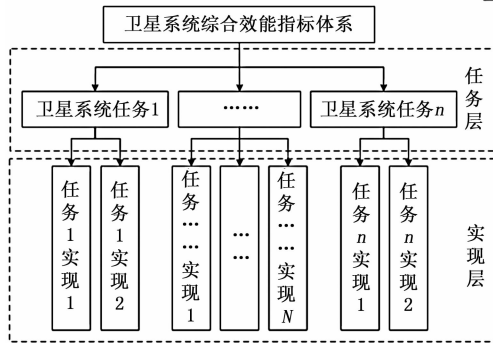 卫星系统综合效能指标体系
卫星系统任务1
……
卫星系统任务n
任务层
任务1实现1
任务1实现2
任务……实现1
……
任务……实现N
任务n实现1
任务n实现2
实现层